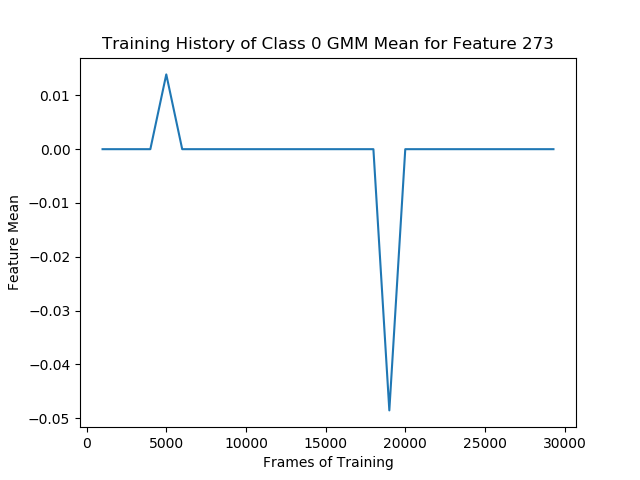 Training History of Class 0 GMM Mean for Feature 273
0.01
0.00
−0.01
−0.02
−0.03
−0.04
−0.05
Feature Mean
0 5000 10000 15000 20000 25000 30000
Frames of Training